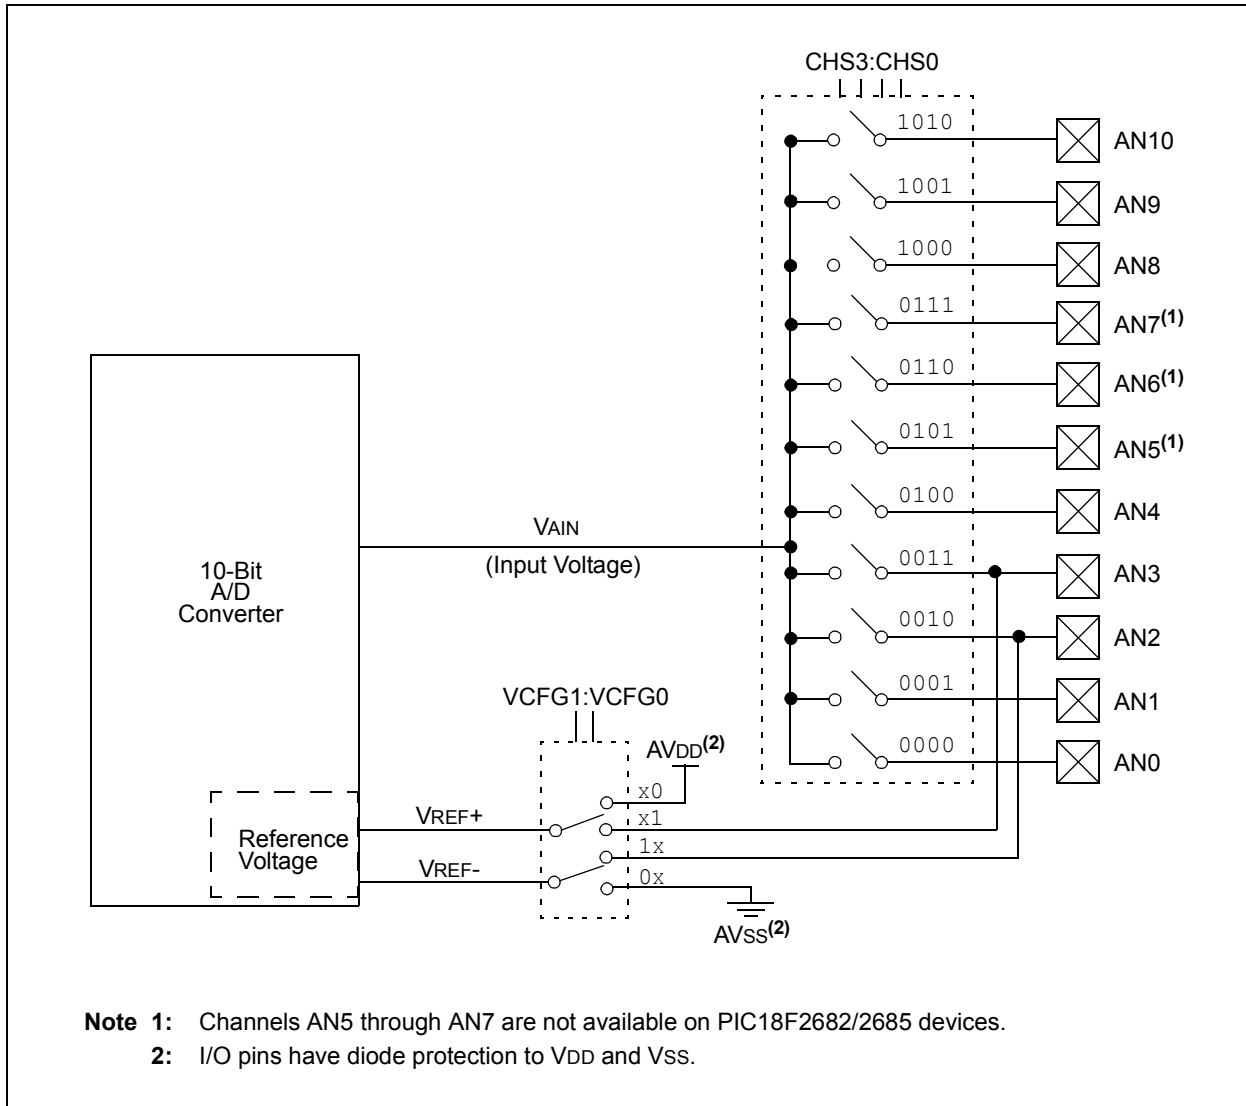 CHS3:CHS0
1010 AN10
1001 AN9
1000 AN8
0111 AN7(1)
0110 AN6(1)
0101 AN5(1)
0100 AN4
VAIN
(Input Voltage)
0011 AN3
10-Bit
A/D
Converter
0010 AN2
0001 AN1
VCFG1:VCFG0
0000 AN0
AVDD(2)
x0
VREF+
x1
Reference
Voltage
1x
VREF-
0x
AVSS(2)
Note 1: Channels AN5 through AN7 are not available on PIC18F2682/2685 devices.
2: I/O pins have diode protection to VDD and VSS.